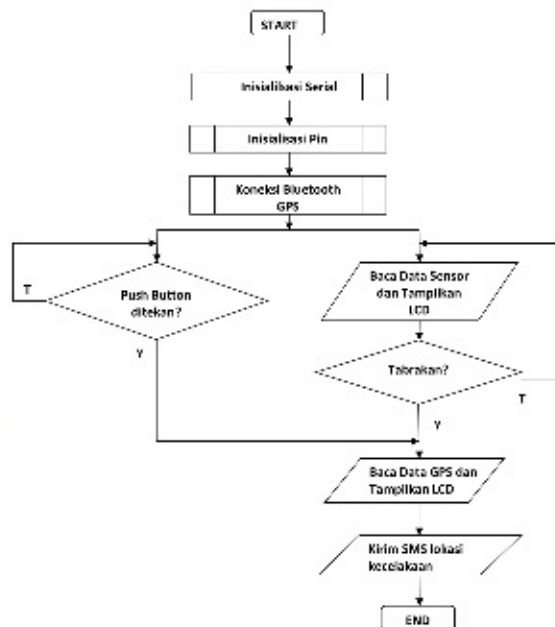 START
Inisialilsasi Serial
Inisialisasi Pin
Koneksi Bluetooth
GPS
T
Push Button
ditekan?
Y
Baca Data Sensor
dan Tampilkan
LCD
Tabrakan?
T
Y
Baca Data GPS dan
Tampilkan LCD
Kirim SMS lokasi
kecelakaan
END